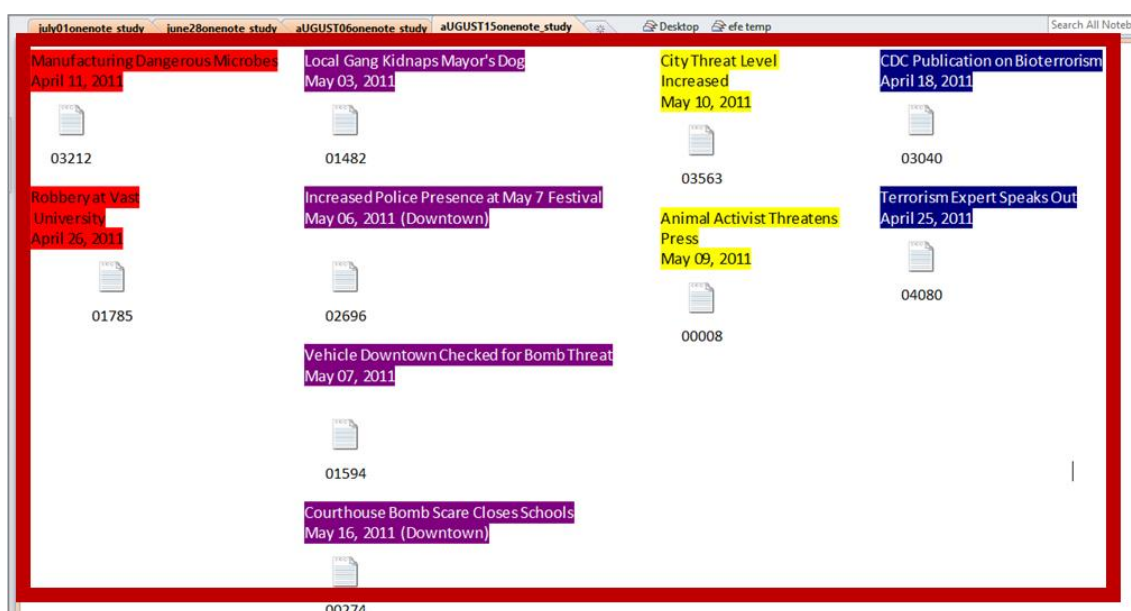 july01onenote_study june28onenote_study aUGUST06onenote_study aUGUST15onenote_study Desktop efe temp Search All Noteb
Manufacturing Dangerous Microbes
April 11, 2011
03212
Robbery at Vast
University
April 26, 2011
01785
Local Gang Kidnaps Mayor's Dog
May 03, 2011
01482
Increased Police Presence at May 7 Festival
May 06, 2011 (Downtown)
02696
Vehicle Downtown Checked for Bomb Threat
May 07, 2011
01594
Courthouse Bomb Scare Closes Schools
May 16, 2011 (Downtown)
00274
City Threat Level
Increased
May 10, 2011
03563
Animal Activist Threatens
Press
May 09, 2011
00008
CDC Publication on Bioterrorism
April 18, 2011
03040
Terrorism Expert Speaks Out
April 25, 2011
04080